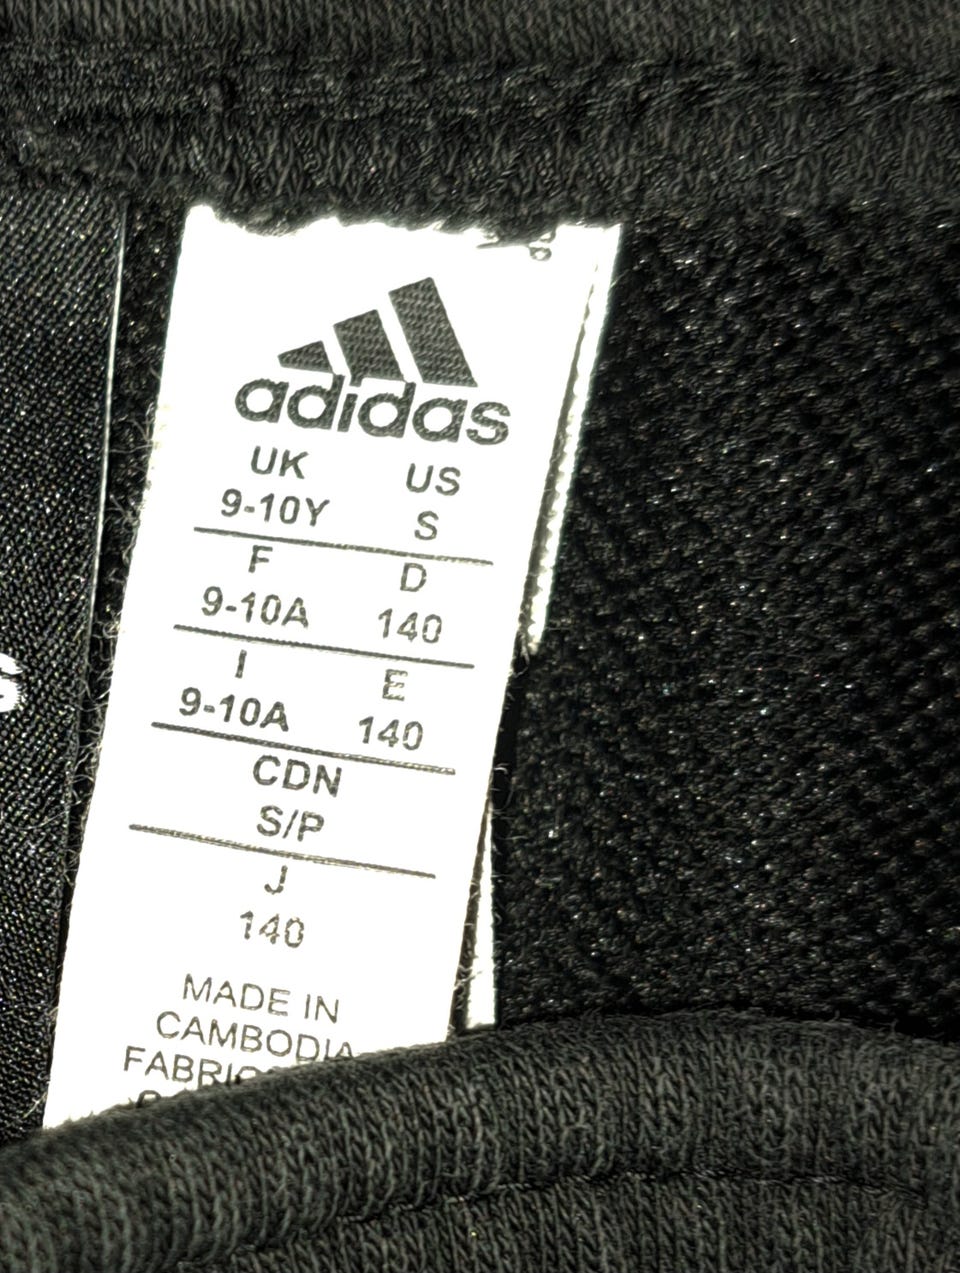 adidas
UK US
9-10Y S
F D
9-10A 140
I E
9-10A 140
CDN
S/P
J
140
MADE IN
CAMBODIA